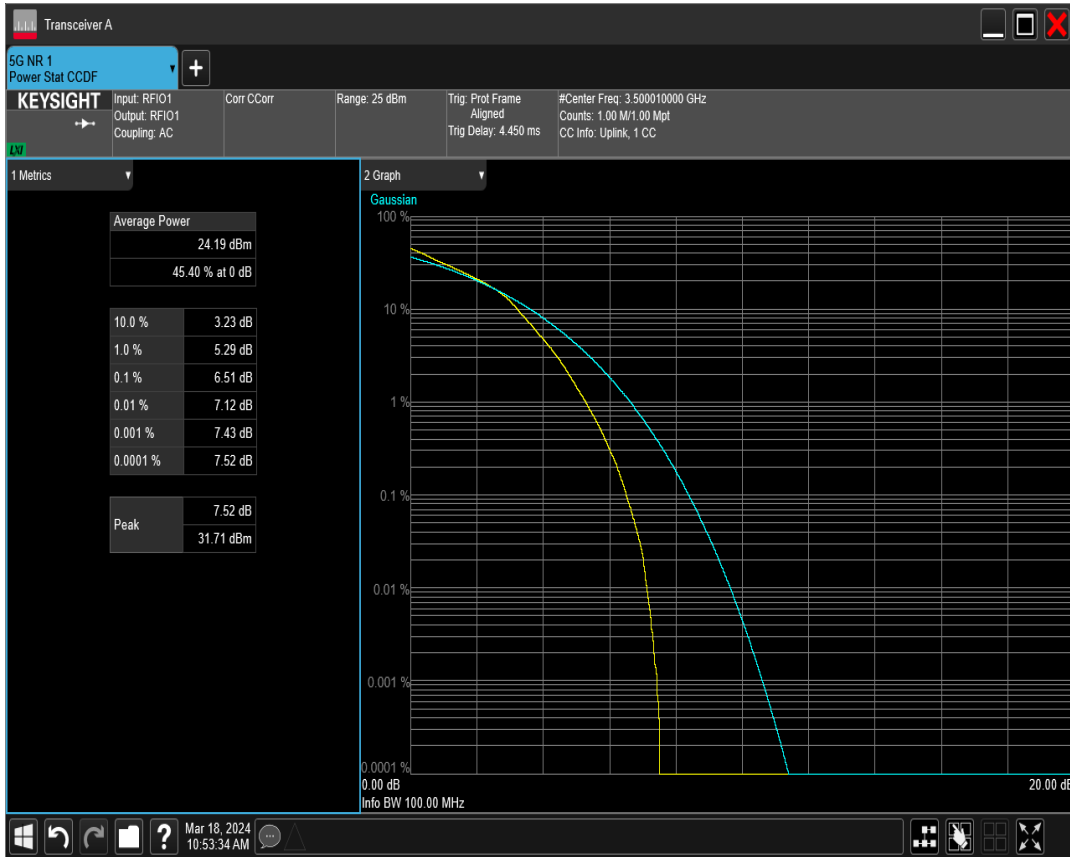 Transceiver A
5G NR 1
Power Stat CCDF
KEYSIGHT
LXI
Input: RFIO1
Output: RFIO1
Coupling: AC
Corr CCorr
Range: 25 dBm
Trig: Prot Frame
Aligned
Trig Delay: 4.450 ms
#Center Freq: 3.500010000 GHz
Counts: 1.00 M/1.00 Mpt
CC Info: Uplink, 1 CC
1 Metrics
Average Power
24.19 dBm
45.40 % at 0 dB
10.0 % 3.23 dB
1.0 % 5.29 dB
0.1 % 6.51 dB
0.01 % 7.12 dB
0.001 % 7.43 dB
0.0001 % 7.52 dB
Peak
7.52 dB
31.71 dBm
2 Graph
Gaussian
100 %
10 %
1 %
0.1 %
0.01 %
0.001 %
0.0001 %
0.00 dB 20.00 dB
Info BW 100.00 MHz
Mar 18, 2024
10:53:34 AM